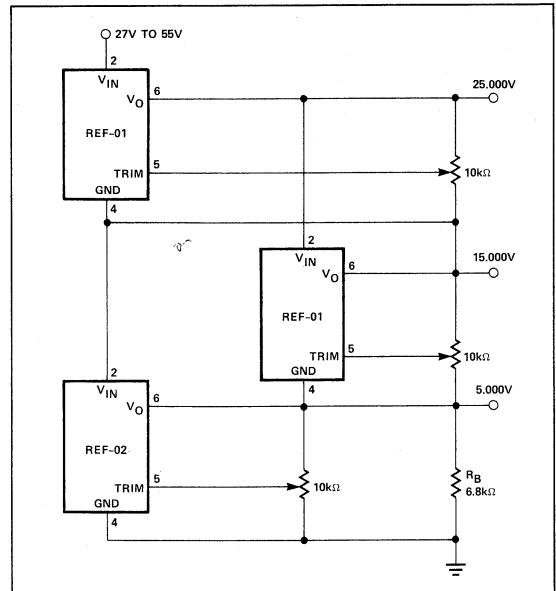 27V TO 55V
2
VIN
VO 6
25.000V
REF-01
TRIM 5
10kΩ
GND
4
2
VIN
15.000V
VO 6
REF-01
TRIM 5
10kΩ
GND
4
5.000V
2
VIN
VO 6
REF-02
TRIM 5
10kΩ
RB
6.8kΩ
GND
4